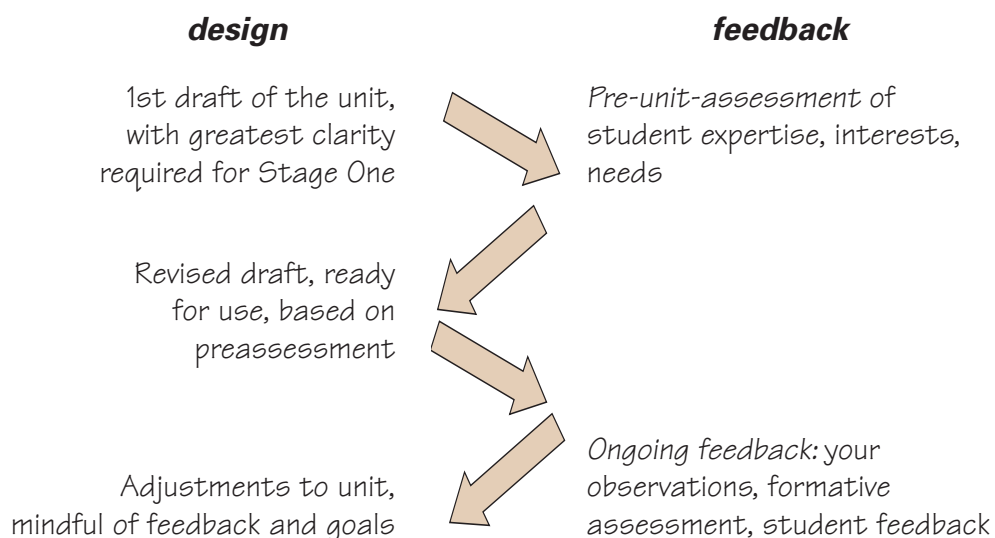 design
feedback
1st draft of the unit,
with greatest clarity
required for Stage One
Pre-unit-assessment of
student expertise, interests,
needs
Revised draft, ready
for use, based on
preassessment
Ongoing feedback: your
observations, formative
assessment, student feedback
Adjustments to unit,
mindful of feedback and goals